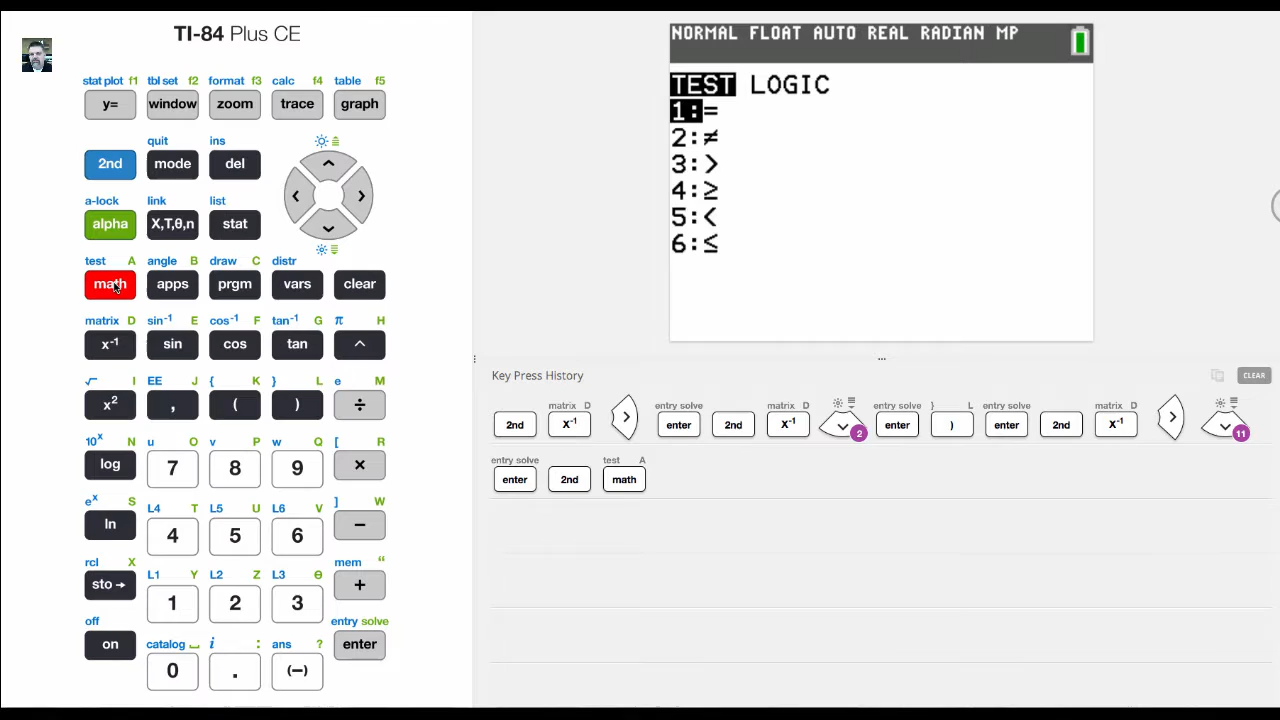 TI-84 Plus CE
stat plot f1 tbl set f2 format f3 calc f4 table f5
y= window zoom trace graph
quit ins
2nd mode del
a-lock link list
alpha X,T,θ,n stat
test A angle B draw C distr
math apps prgm vars clear
matrix D sin-1 E cos-1 F tan-1 G π H
x-1 sin cos tan ^
√ I EE J { K } L e M
x2 , ( ) ÷
10x N u O v P w Q [ R
log 7 8 9 ×
ex S L4 T L5 U L6 V ] W
ln 4 5 6 −
rcl X L1 Y L2 Z L3 θ mem “
sto → 1 2 3 +
off catalog i : ans ? entry solve
on 0 . (−) enter
NORMAL FLOAT AUTO REAL RADIAN MP
TEST LOGIC
1:=
2:≠
3:>
4:≥
5:<
6:≤
Key Press History
CLEAR
matrix D entry solve matrix D entry solve } L entry solve matrix D
2nd X-1 > enter 2nd X-1 2 enter ) enter 2nd X-1 > 11
entry solve test A
enter 2nd math